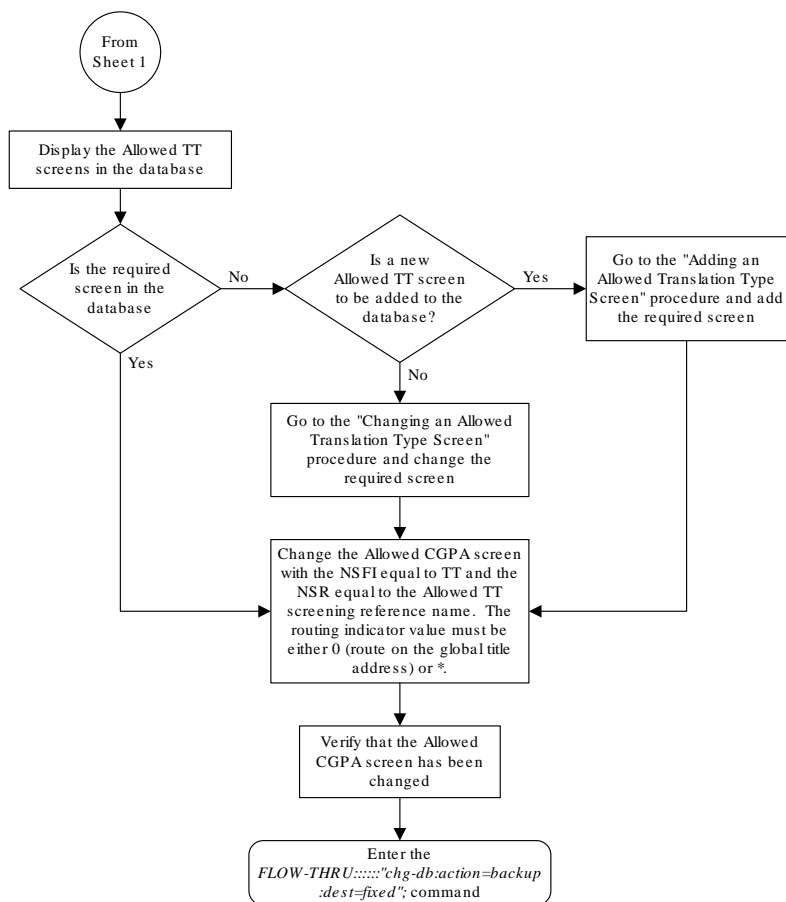 From
Sheet 1
Display the Allowed TT
screens in the database
Is the required
screen in the
database
No
Is a new
Allowed TT screen
to be added to the
database?
Yes
Go to the "Adding an
Allowed Translation Type
Screen" procedure and add
the required screen
Yes
No
Go to the "Changing an Allowed
Translation Type Screen"
procedure and change the
required screen
Change the Allowed CGPA screen
with the NSFI equal to TT and the
NSR equal to the Allowed TT
screening reference name. The
routing indicator value must be
either 0 (route on the global title
address) or *.
Verify that the Allowed
CGPA screen has been
changed
Enter the
FLOW-THRU::::::"chg-db:action=backup
:dest=fixed"; command